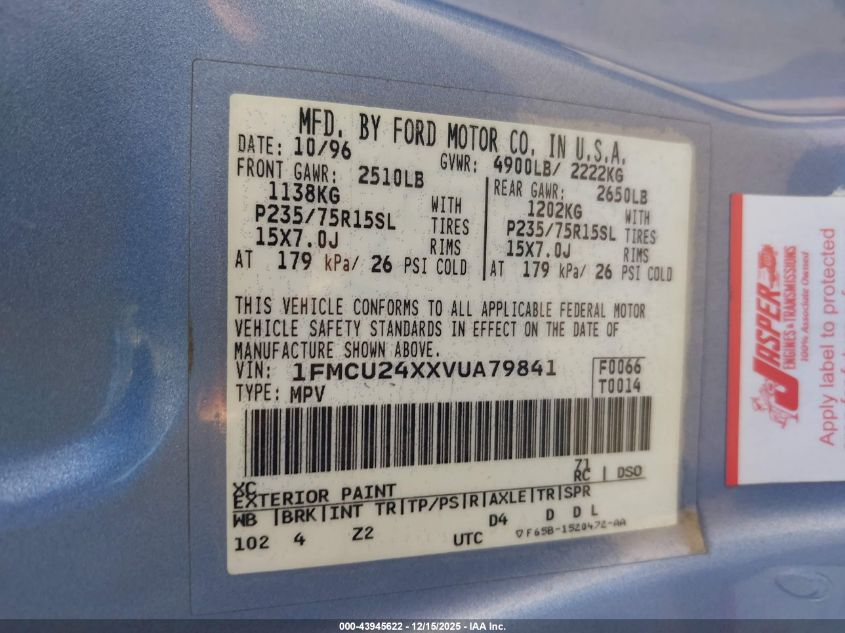 MFD. BY FORD MOTOR CO. IN U.S.A.
DATE: 10/96 GVWR: 4900LB/ 2222KG
FRONT GAWR: 2510LB REAR GAWR: 2650LB
1138KG WITH 1202KG WITH
P235/75R15SL TIRES P235/75R15SL TIRES
15X7.0J RIMS 15X7.0J RIMS
AT 179 kPa/ 26 PSI COLD AT 179 kPa/ 26 PSI COLD
THIS VEHICLE CONFORMS TO ALL APPLICABLE FEDERAL MOTOR
VEHICLE SAFETY STANDARDS IN EFFECT ON THE DATE OF
MANUFACTURE SHOWN ABOVE.
VIN: 1FMCU24XXVUA79841 F0066
TYPE: MPV T0014
XC 71
EXTERIOR PAINT RC DSO
WB BRK INT TR TP/PS R AXLE TR SPR
102 4 Z2 UTC D4 D D L
F65B-1520472-AA
JASPER
ENGINES & TRANSMISSIONS
100% Associate Owned
Apply label to protected
000-43945622 - 12/15/2025 - IAA Inc.